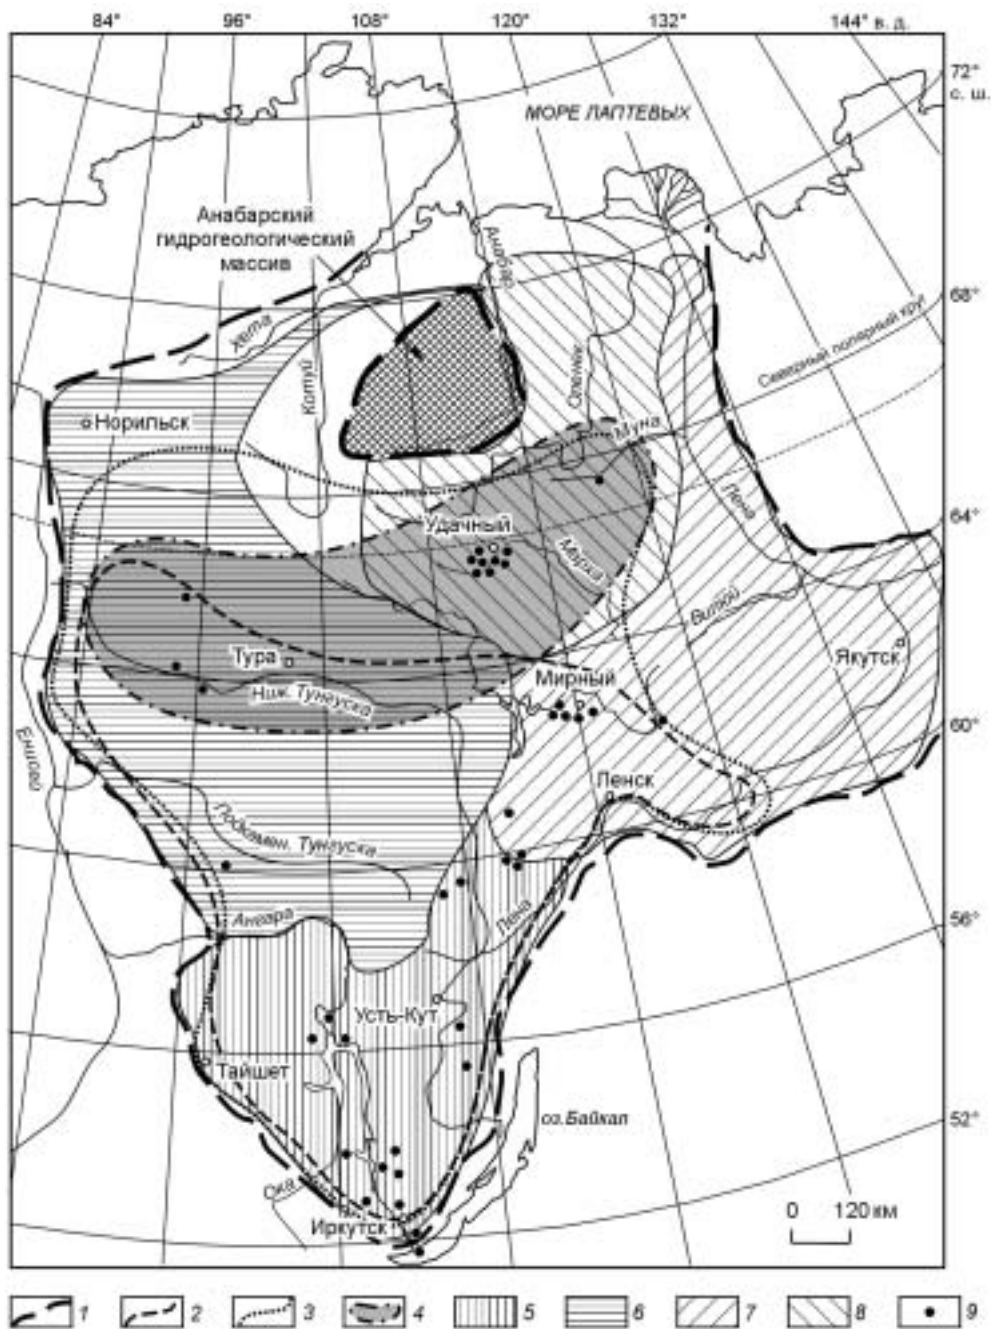 84° 96° 108° 120° 132° 144° в. д.
72°
с. ш.
МОРЕ ЛАПТЕВЫХ
Анабарский
гидрогеологический
массив
Анабар
68°
Хета
Котуй
Оленек
Северный полярный круг
Норильск
Муна
Лена
64°
Удачный
Марха
Вилюй
Тура
Якутск
Мирный
Ниж. Тунгуска
60°
Енисей
Ленск
Подкамен. Тунгуска
Ангара
Лена
56°
Усть-Кут
Тайшет
оз.Байкал
52°
Ока
Иркутск
0 120 км
1 2 3 4 5 6 7 8 9